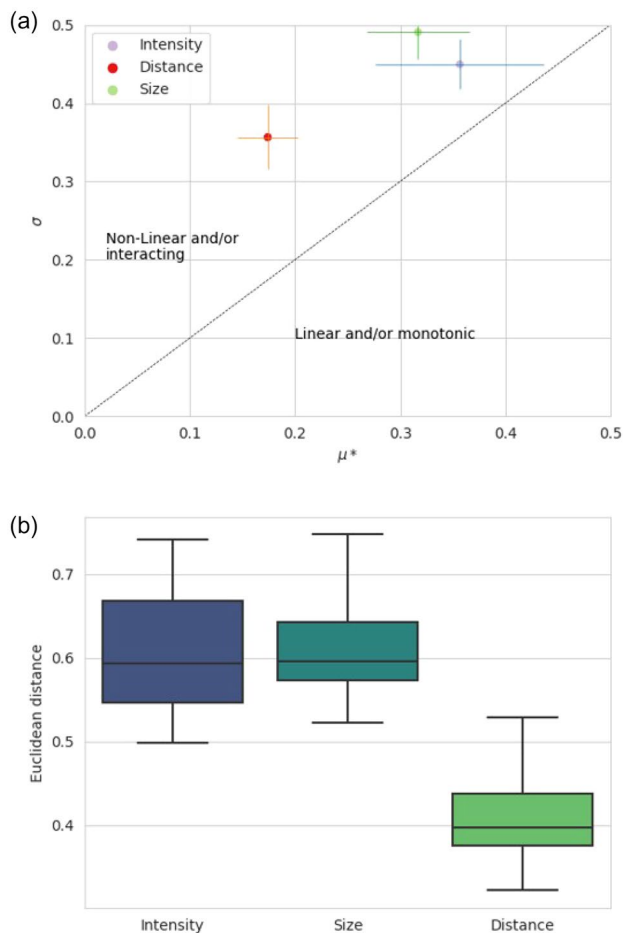 (a)
0.5
0.4
0.3
0.2
0.1
0.0
σ
Intensity
Distance
Size
Non-Linear and/or
interacting
Linear and/or monotonic
0.0 0.1 0.2 0.3 0.4 0.5
μ*
(b)
0.7
0.6
0.5
0.4
Euclidean distance
Intensity Size Distance